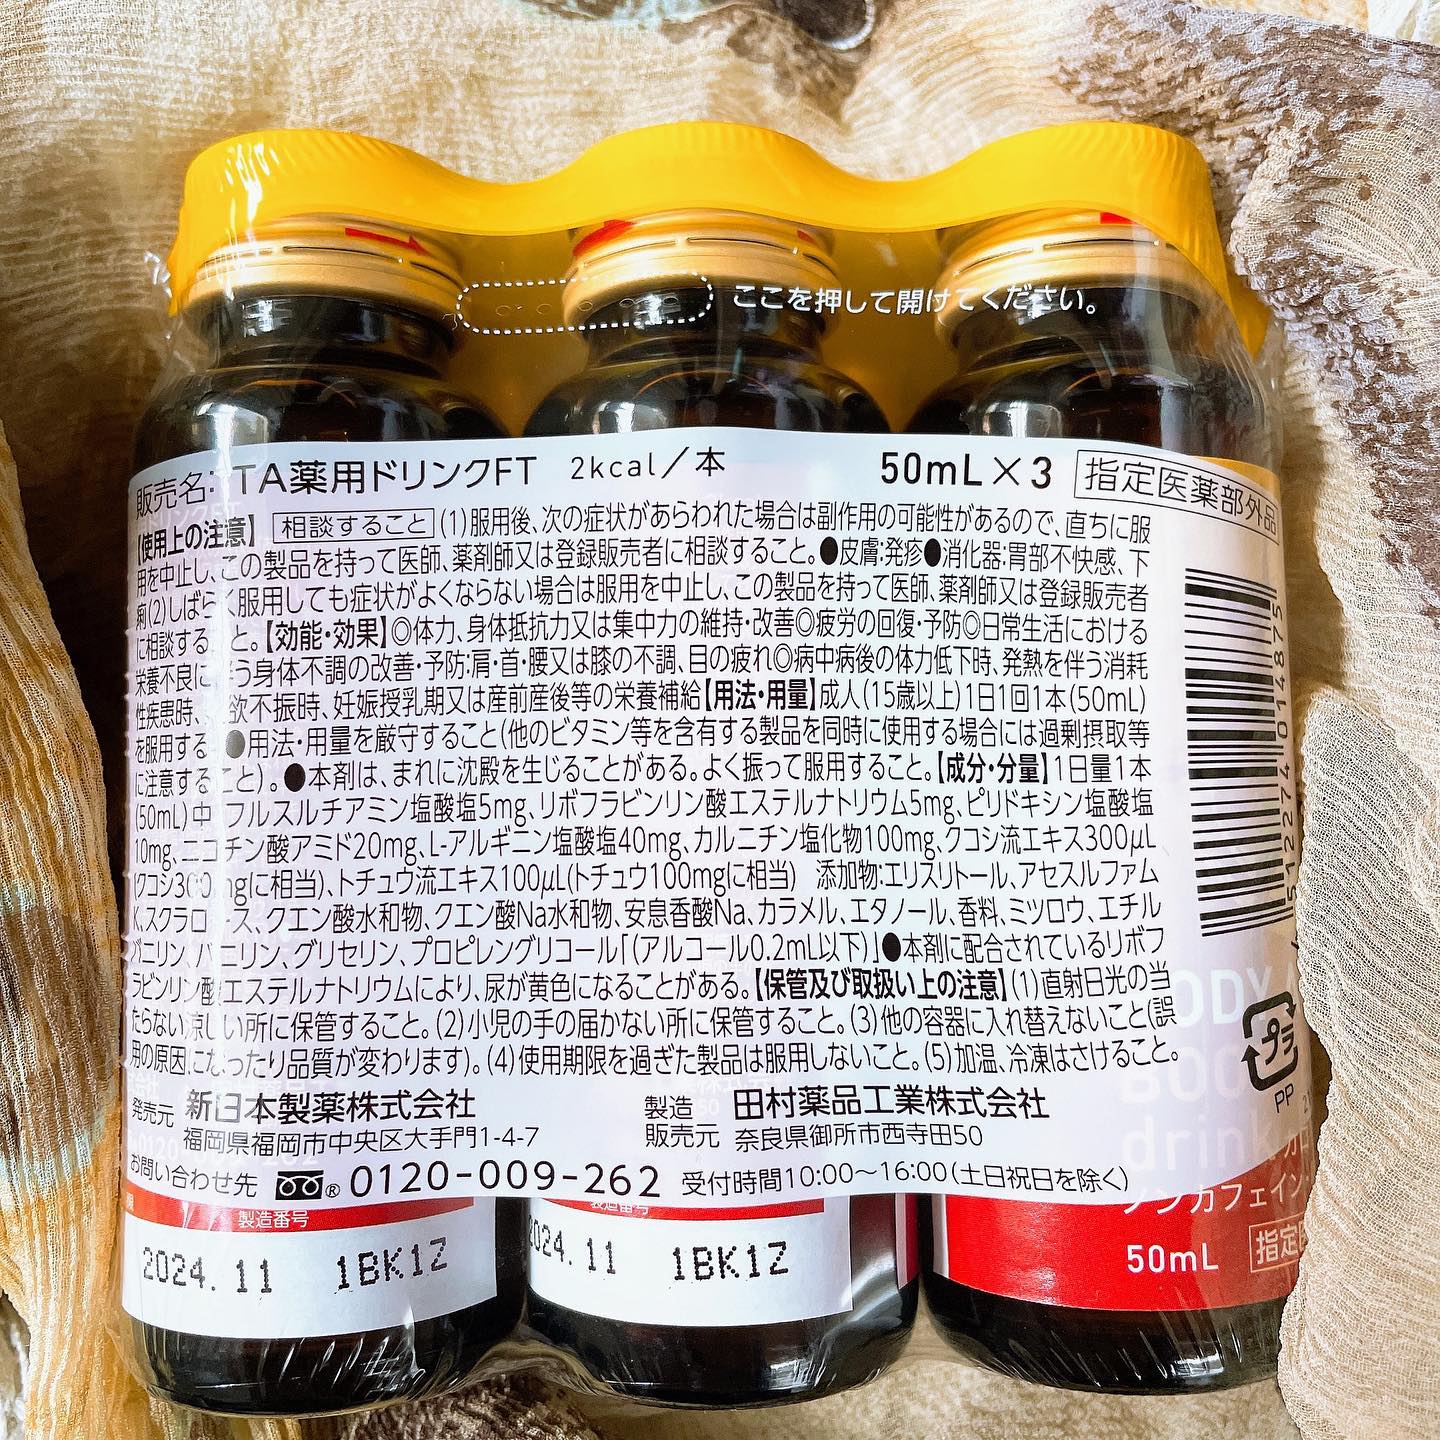 ここを押して開けてください。
販売名:TA薬用ドリンクFT 2kcal/本 50mL×3 指定医薬部外品
【使用上の注意】 相談すること (1)服用後、次の症状があらわれた場合は副作用の可能性があるので、直ちに服
用を中止し、この製品を持って医師、薬剤師又は登録販売者に相談すること。●皮膚:発疹●消化器:胃部不快感、下
痢(2)しばらく服用しても症状がよくならない場合は服用を中止し、この製品を持って医師、薬剤師又は登録販売者
に相談すること。【効能・効果】◎体力、身体抵抗力又は集中力の維持・改善◎疲労の回復・予防◎日常生活における
栄養不良に伴う身体不調の改善・予防:肩・首・腰又は膝の不調、目の疲れ◎病中病後の体力低下時、発熱を伴う消耗
性疾患時、欲不振時、妊娠授乳期又は産前産後等の栄養補給【用法・用量】成人(15歳以上)1日1回1本(50mL)
を服用する ●用法・用量を厳守すること(他のビタミン等を含有する製品を同時に使用する場合には過剰摂取等
に注意すること)。●本剤は、まれに沈殿を生じることがある。よく振って服用すること。【成分・分量】1日量1本
(50mL)中 フルスルチアミン塩酸塩5mg、リボフラビンリン酸エステルナトリウム5mg、ピリドキシン塩酸塩
10mg、ニコチン酸アミド20mg、L-アルギニン塩酸塩40mg、カルニチン塩化物100mg、クコシ流エキス300μL
(クコシ300mgに相当)、トチュウ流エキス100μL(トチュウ100mgに相当) 添加物:エリスリトール、アセスルファム
K、スクラロース、クエン酸水和物、クエン酸Na水和物、安息香酸Na、カラメル、エタノール、香料、ミツロウ、エチル
バニリン、バニリン、グリセリン、プロピレングリコール「(アルコール0.2mL以下)」●本剤に配合されているリボフ
ラビンリン酸エステルナトリウムにより、尿が黄色になることがある。【保管及び取扱い上の注意】(1)直射日光の当
たらない涼しい所に保管すること。(2)小児の手の届かない所に保管すること。(3)他の容器に入れ替えないこと(誤
用の原因になったり品質が変わります)。(4)使用期限を過ぎた製品は服用しないこと。(5)加温、冷凍はさけること。
発売元 新日本製薬株式会社 製造販売元 田村薬品工業株式会社
福岡県福岡市中央区大手門1-4-7 奈良県御所市西寺田50
お問い合わせ先 ® 0120-009-262 受付時間10:00〜16:00(土日祝日を除く)
512274 014875
プラ
PP
ODY
BOO
drink
ノンカフェイン
50mL 指定
製造番号
2024.11 1BK1Z
製造番号
2024.11 1BK1Z